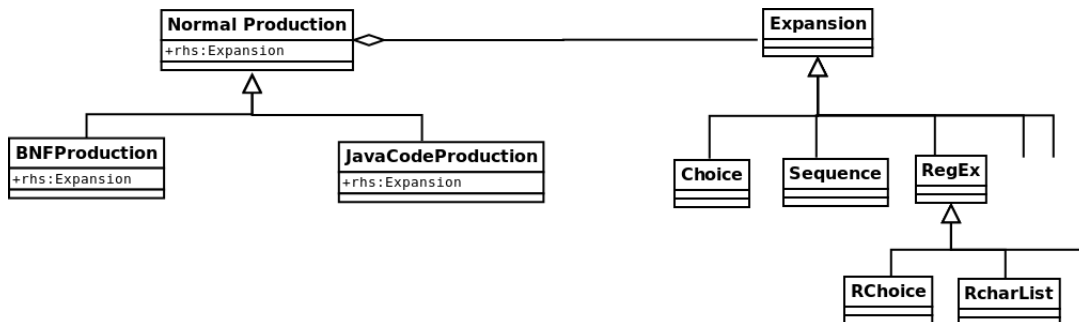 Normal Production
+rhs:Expansion
Expansion
BNFProduction
+rhs:Expansion
JavaCodeProduction
+rhs:Expansion
Choice
Sequence
RegEx
RChoice
RcharList